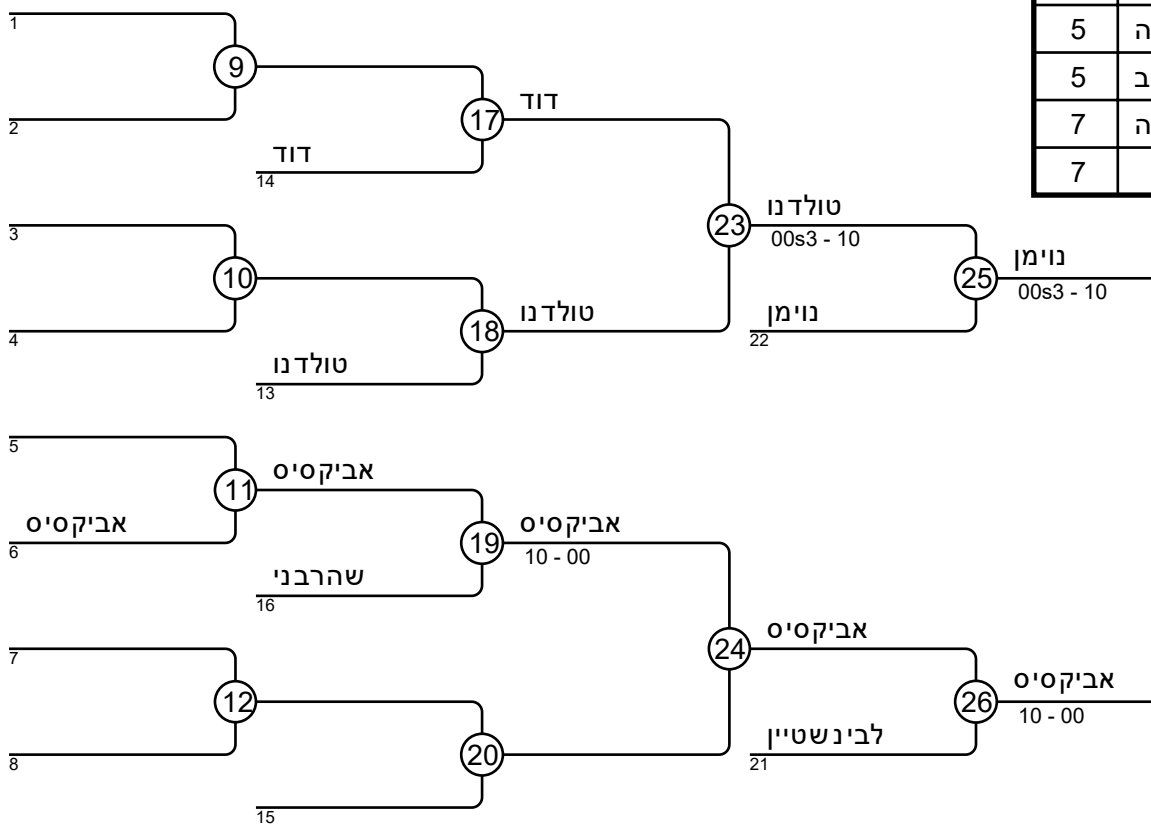 1
ה 5
9
ב 5
דוד
17
2
ה 7
דוד
14
7
3
טולדנו
23
00s3 - 10
10
נוימן
25
00s3 - 10
טולדנו
18
נוימן
22
4
טולדנו
13
5
אביקסיס
11
אביקסיס
6
אביקסיס
19
10 - 00
שהרבני
16
אביקסיס
24
7
אביקסיס
26
10 - 00
12
לבינשטיין
21
20
8
15